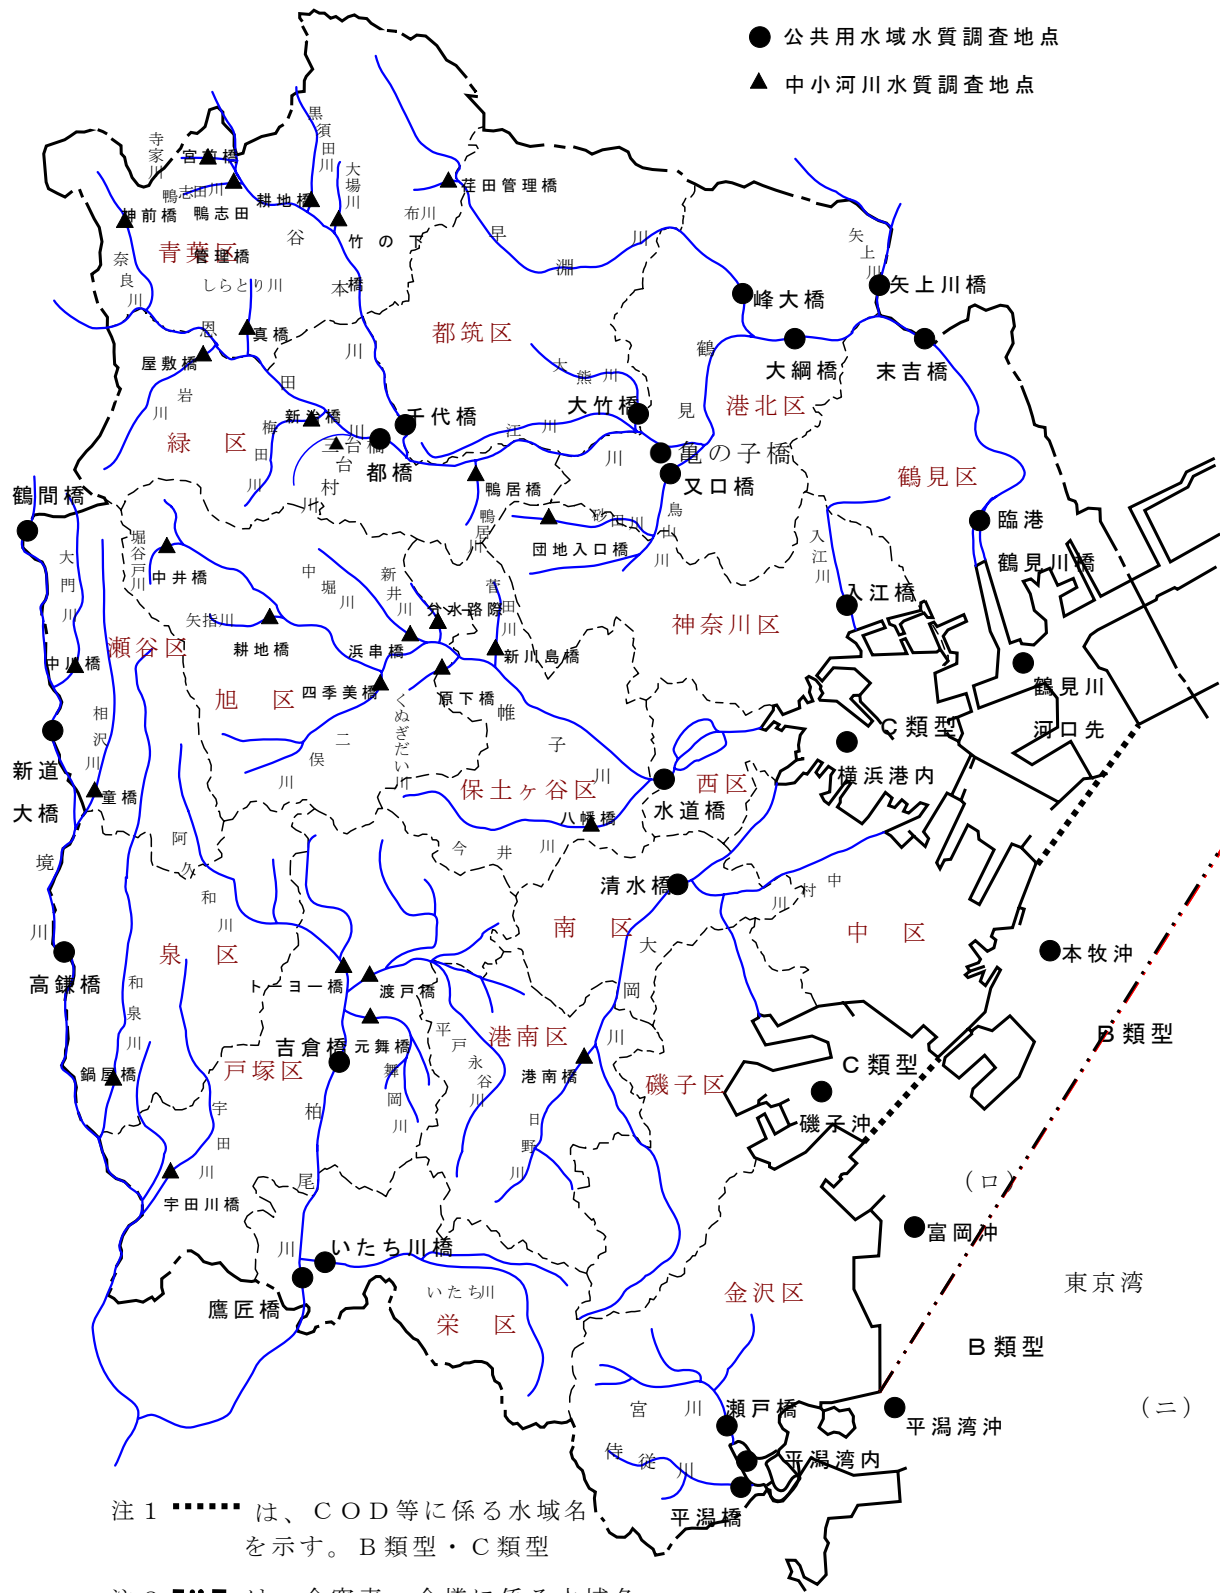 公共用水域水質調査地点
中小河川水質調査地点
寺家川
宮前橋
黒須田川
大場川
鴨志田川
神前橋
鴨志田
管理橋
耕地橋
青葉区
奈良川
しらとり川
谷本川
竹の下
橋
荏田管理橋
布川
早淵川
矢上川
矢上川橋
峰大橋
都筑区
恩田川
真橋
屋敷橋
岩川
大熊川
鶴見川
大綱橋
末吉橋
港北区
大竹橋
千代橋
新治橋
梅田川
三台橋
台村川
緑区
都橋
江川
亀の子橋
又口橋
鶴見区
鶴間橋
鴨居橋
鴨居川
砂田川
鳥山川
団地入口橋
臨港
鶴見川橋
入江川
入江橋
堀谷戸川
中井橋
大門川
中堀川
新井川
菅田川
分水路際
矢指川
耕地橋
浜串橋
新川島橋
神奈川区
瀬谷区
中川橋
旭区
四季美橋
原下橋
帷子川
くぬぎだい川
二俣川
相沢川
鶴見川
河口先
C類型
横浜港内
新道
大橋
童橋
保土ヶ谷区
西区
水道橋
八幡橋
今井川
阿久和川
境川
清水橋
中村川
南区
大岡川
中区
本牧沖
高鎌橋
泉区
和泉川
トーヨー橋
渡戸橋
吉倉橋
元舞橋
平戸永谷川
港南区
港南橋
B類型
C類型
鍋屋橋
戸塚区
舞岡川
磯子区
磯子沖
宇田川
柏尾川
日野川
宇田川橋
(ロ)
富岡沖
いたち川橋
東京湾
鷹匠橋
いたち川
栄区
金沢区
B類型
宮川
瀬戸橋
平潟湾沖
(ニ)
侍従川
平潟湾内
平潟橋
注1 は、COD等に係る水域名
を示す。B類型・C類型